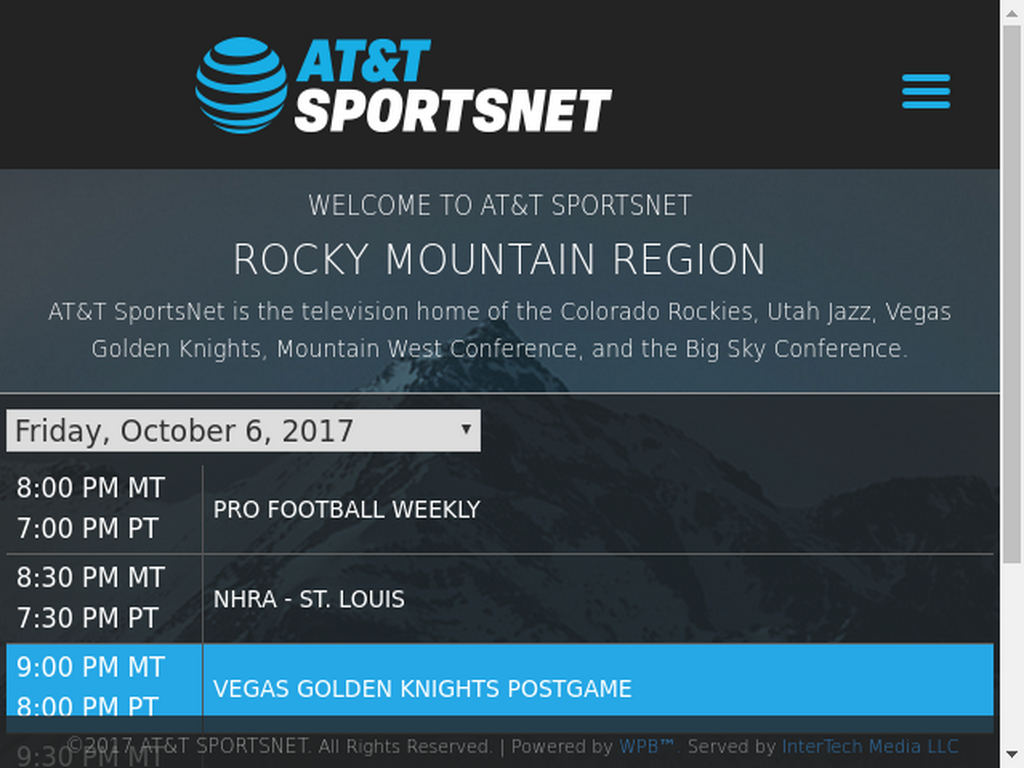 AT&T
SPORTSNET
WELCOME TO AT&T SPORTSNET
ROCKY MOUNTAIN REGION
AT&T SportsNet is the television home of the Colorado Rockies, Utah Jazz, Vegas
Golden Knights, Mountain West Conference, and the Big Sky Conference.
Friday, October 6, 2017
8:00 PM MT
7:00 PM PT
PRO FOOTBALL WEEKLY
8:30 PM MT
7:30 PM PT
NHRA - ST. LOUIS
9:00 PM MT
8:00 PM PT
VEGAS GOLDEN KNIGHTS POSTGAME
©2017 AT&T SPORTSNET. All Rights Reserved. | Powered by WPB™. Served by InterTech Media LLC
9:30 PM MT